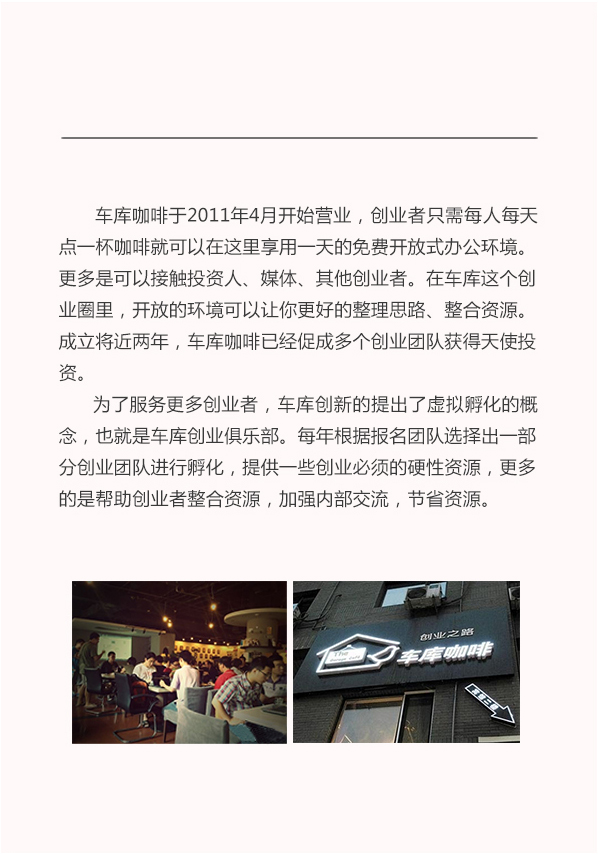 车库咖啡于2011年4月开始营业，创业者只需每人每天
点一杯咖啡就可以在这里享用一天的免费开放式办公环境。
更多是可以接触投资人、媒体、其他创业者。在车库这个创
业圈里，开放的环境可以让你更好的整理思路、整合资源。
成立将近两年，车库咖啡已经促成多个创业团队获得天使投
资。
为了服务更多创业者，车库创新的提出了虚拟孵化的概
念，也就是车库创业俱乐部。每年根据报名团队选择出一部
分创业团队进行孵化，提供一些创业必须的硬性资源，更多
的是帮助创业者整合资源，加强内部交流，节省资源。
创业之路
车库咖啡